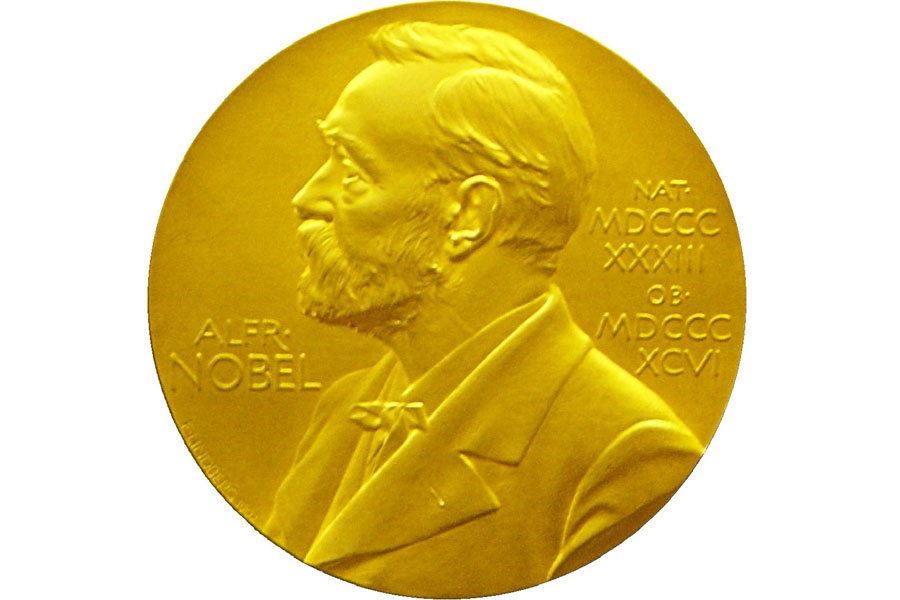 ALFR·
NOBEL
NAT·
MDCCC
XXXIII
OB·
MDCCC
XCVI